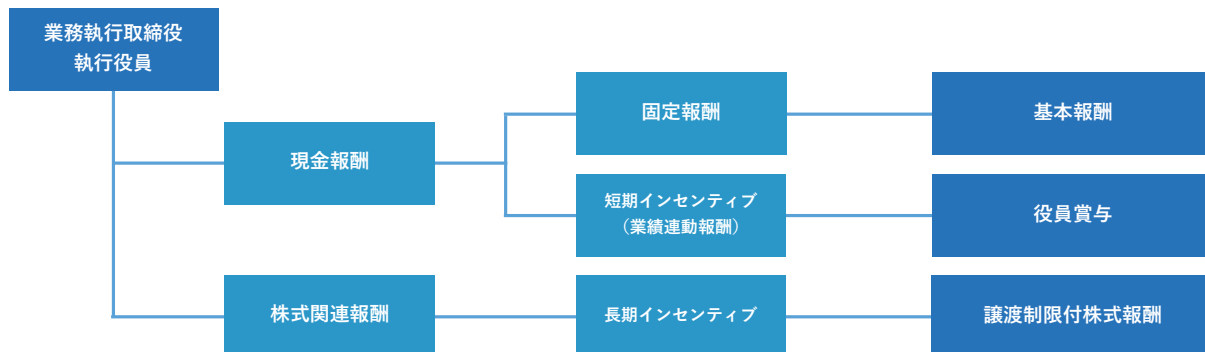 業務執行取締役
執行役員
現金報酬
固定報酬
基本報酬
短期インセンティブ
（業績連動報酬）
役員賞与
株式関連報酬
長期インセンティブ
譲渡制限付株式報酬